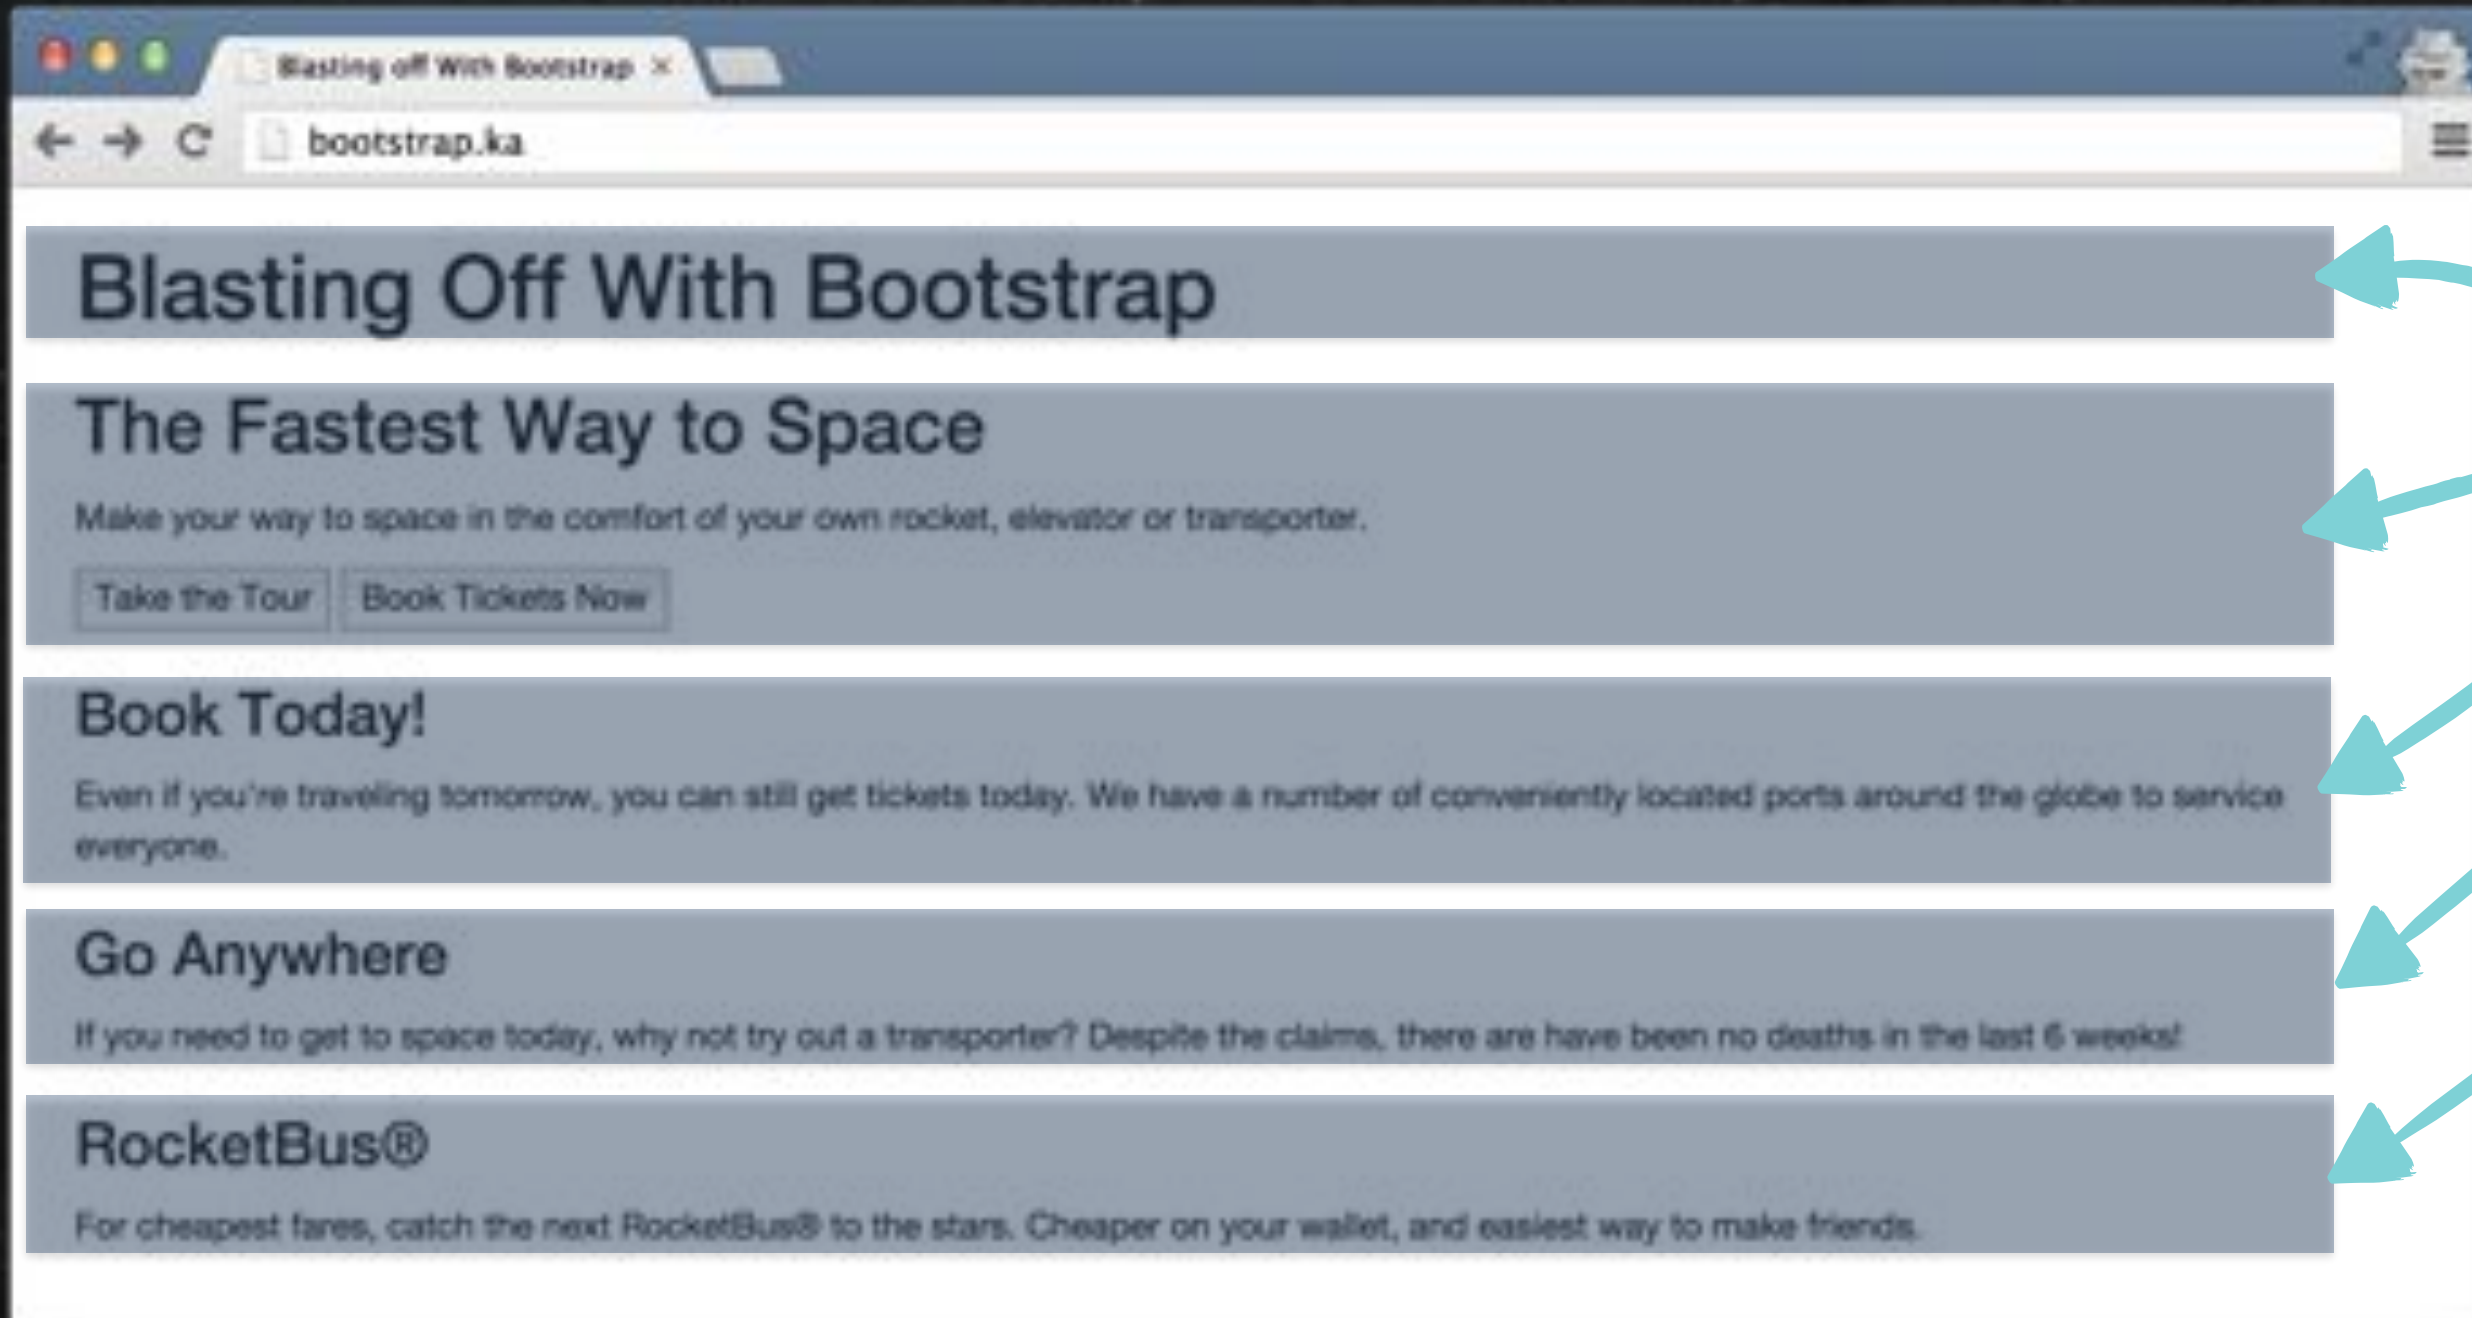 Blasting off With Bootstrap
bootstrap.ka
Blasting Off With Bootstrap
The Fastest Way to Space
Make your way to space in the comfort of your own rocket, elevator or transporter.
Take the Tour Book Tickets Now
Book Today!
Even if you're traveling tomorrow, you can still get tickets today. We have a number of conveniently located ports around the globe to service
everyone.
Go Anywhere
If you need to get to space today, why not try out a transporter? Despite the claims, there are have been no deaths in the last 6 weeks!
RocketBus®
For cheapest fares, catch the next RocketBus® to the stars. Cheaper on your wallet, and easiest way to make friends.